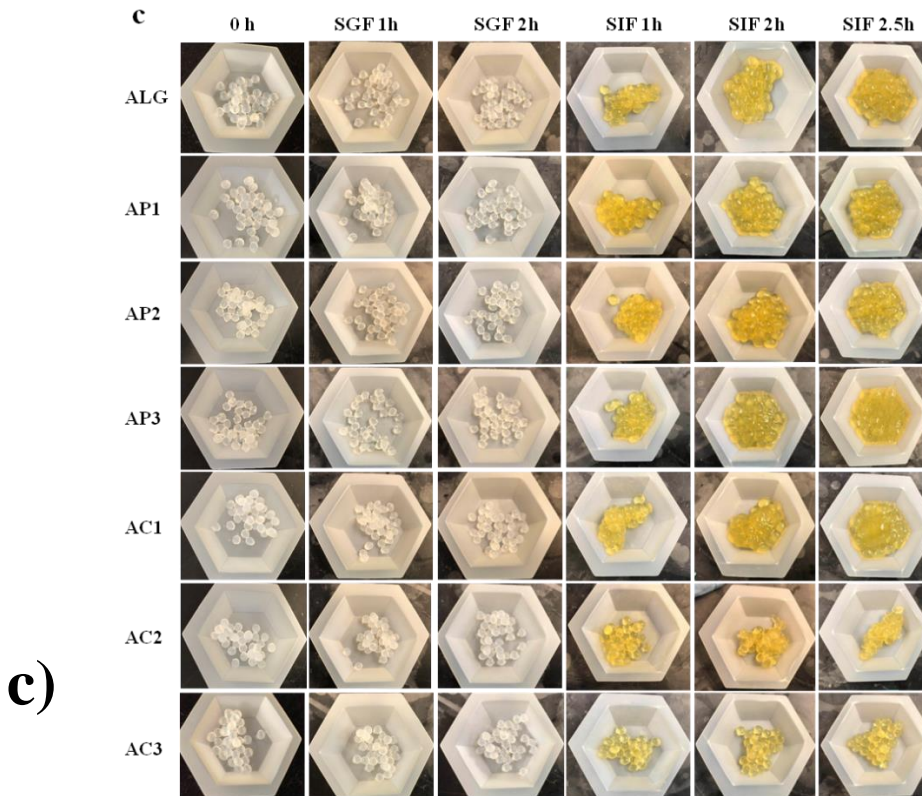 c
0 h SGF 1h SGF 2h SIF 1h SIF 2h SIF 2.5h
ALG
AP1
AP2
AP3
AC1
AC2
c)
AC3